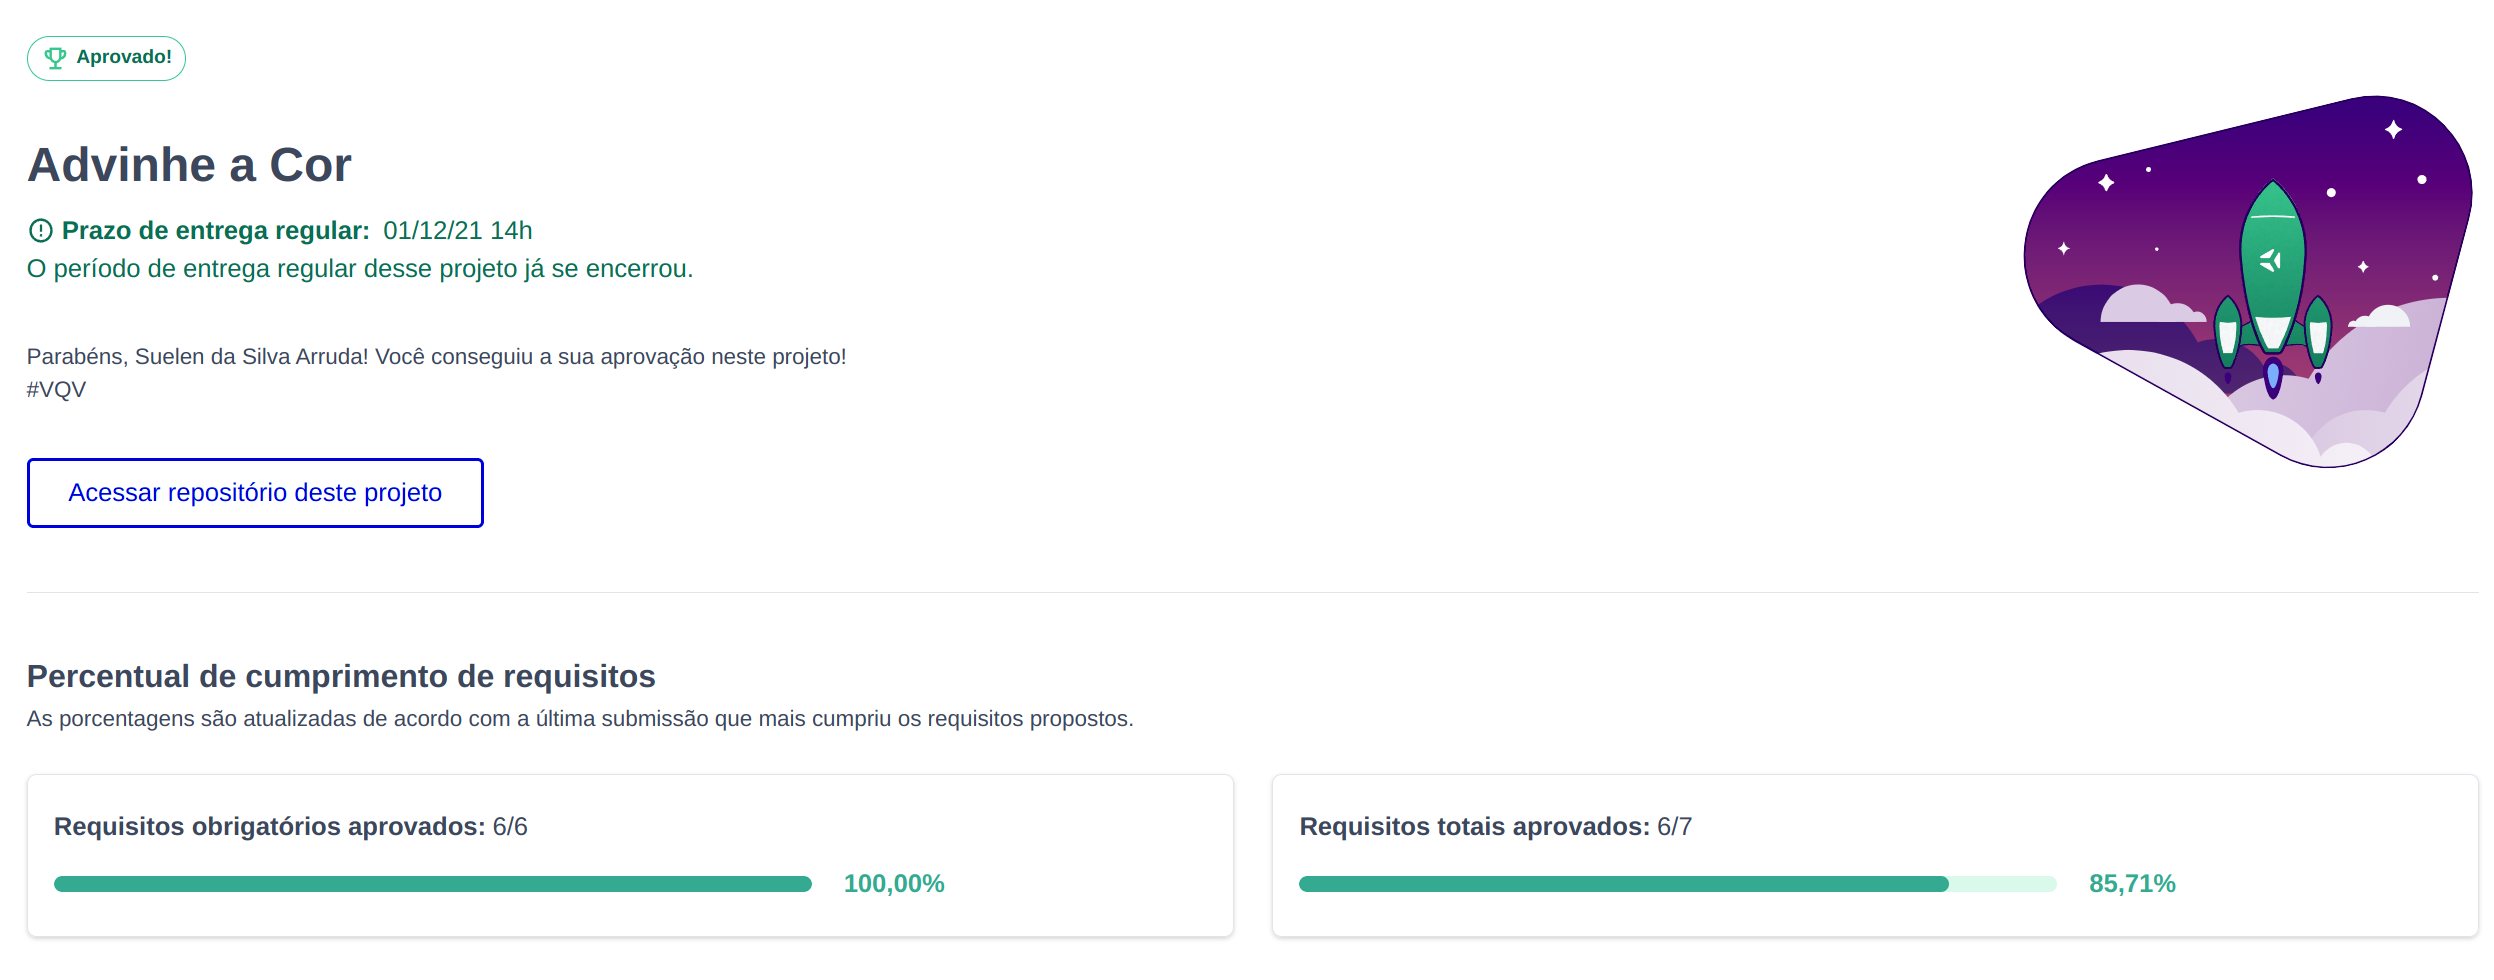 Aprovado!
Advinhe a Cor
Prazo de entrega regular: 01/12/21 14h
O período de entrega regular desse projeto já se encerrou.
Parabéns, Suelen da Silva Arruda! Você conseguiu a sua aprovação neste projeto!
#VQV
Acessar repositório deste projeto
Percentual de cumprimento de requisitos
As porcentagens são atualizadas de acordo com a última submissão que mais cumpriu os requisitos propostos.
Requisitos obrigatórios aprovados: 6/6
100,00%
Requisitos totais aprovados: 6/7
85,71%